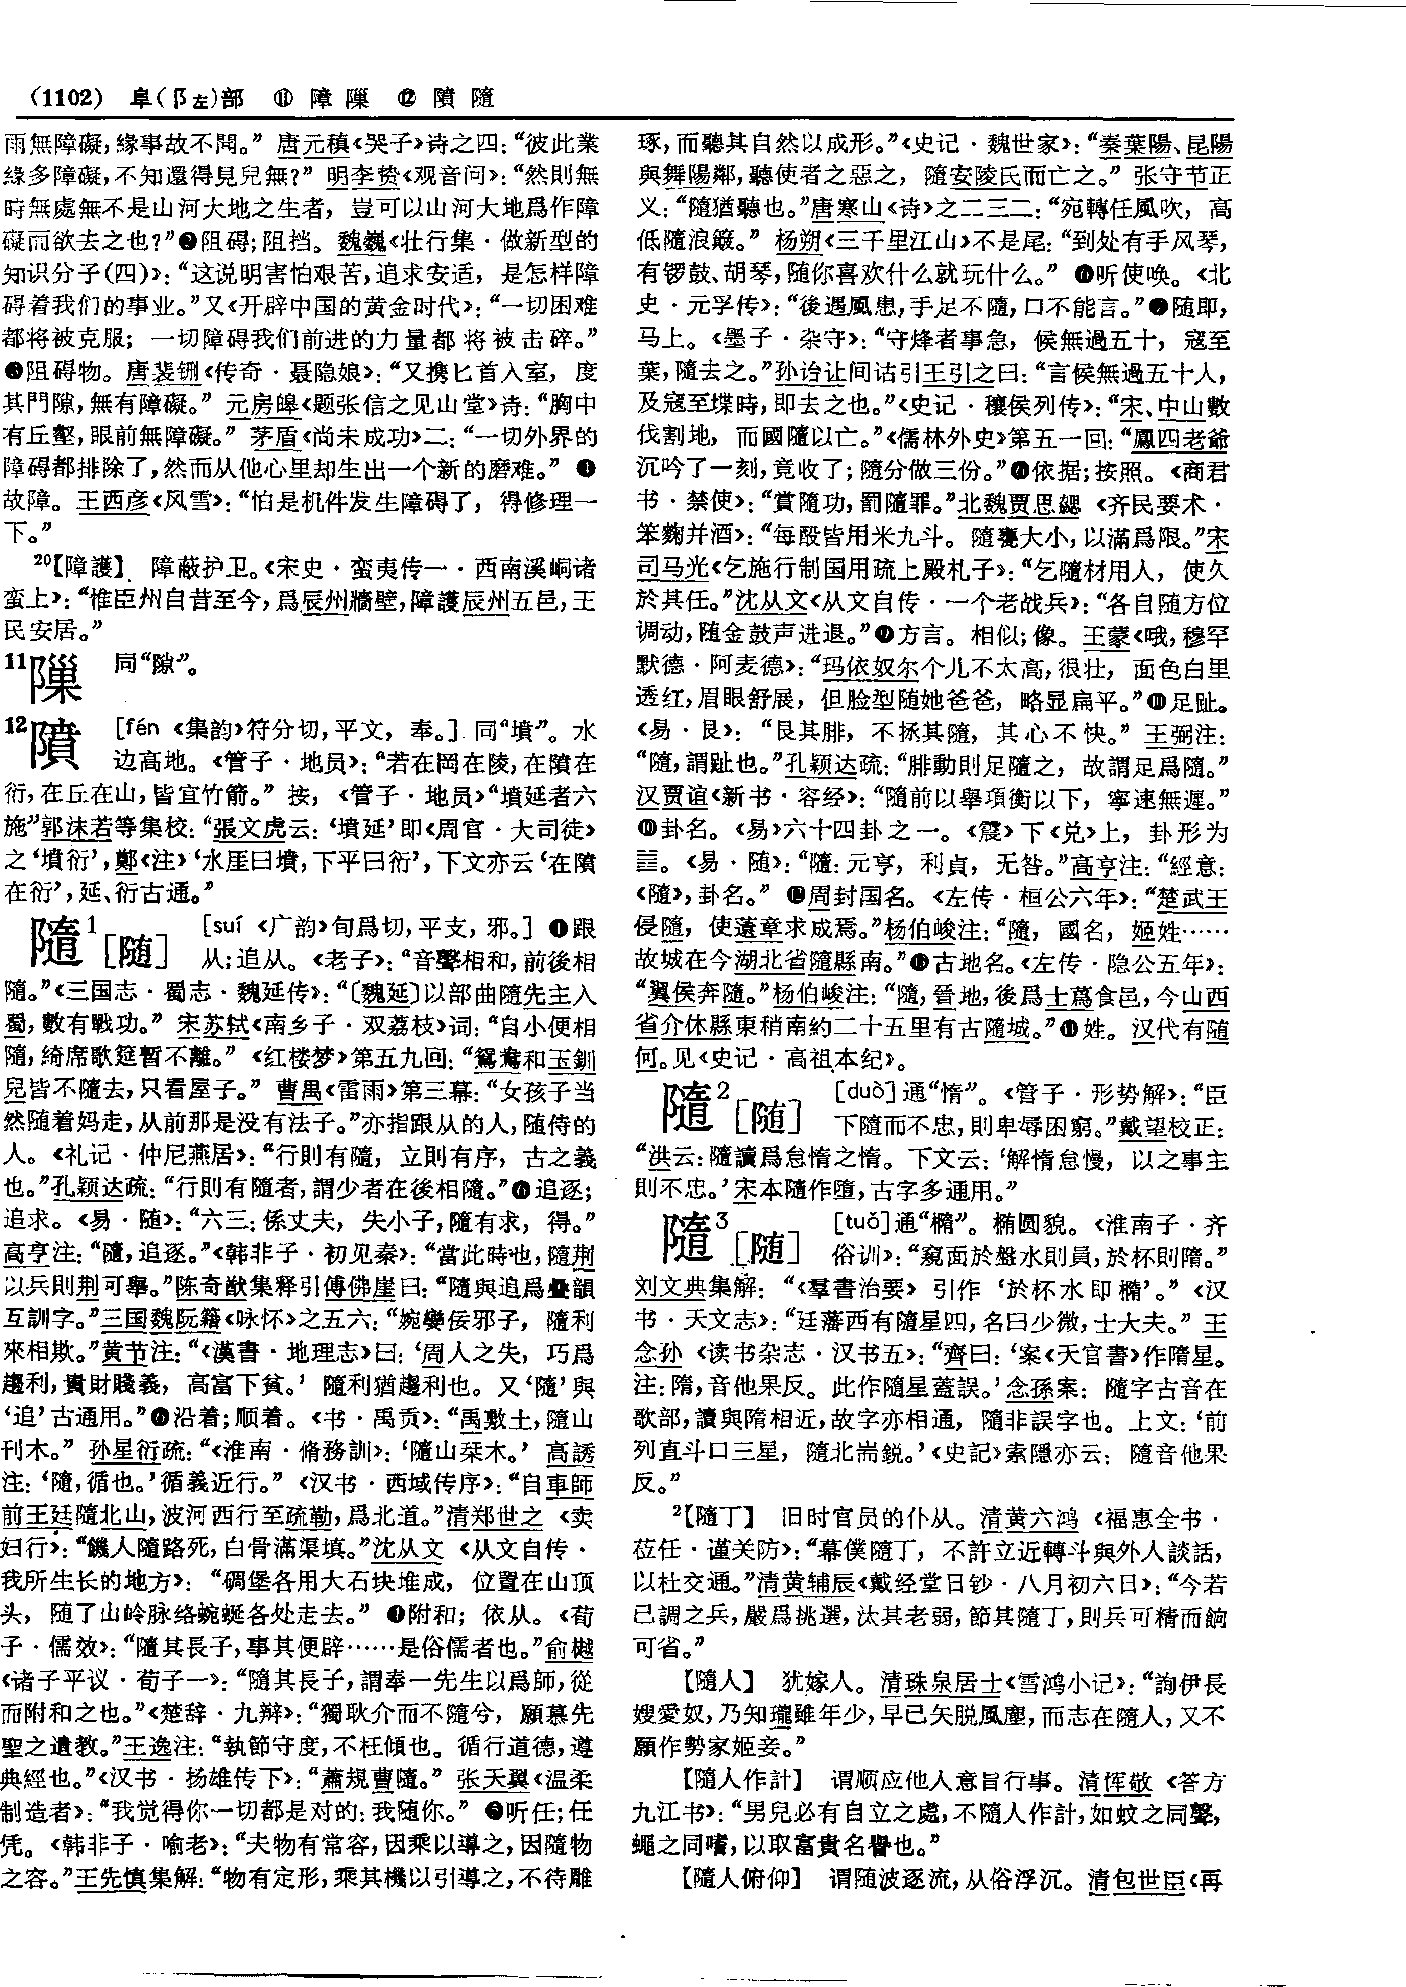 (1102) 阜(阝左)部 ⑪ 障隟 ⑫ 隫隨
雨無障礙，緣事故不閲。” 唐元稹《哭子》诗之四：“彼此業
緣多障礙，不知還得見兒無？” 明李贽《观音问》：“然則無
時無處無不是山河大地之生者， 豈可以山河大地爲作障
礙而欲去之也？”❷阻碍；阻挡。 魏巍《壮行集·做新型的
知识分子(四)》：“这说明害怕艰苦，追求安适， 是怎样障
碍着我们的事业。”又《开辟中国的黄金时代》：“一切困难
都将被克服； 一切障碍我们前进的力量都将被击碎。”
❸阻碍物。 唐裴铏《传奇·聂隐娘》：“又携匕首入室， 度
其門隙，無有障礙。” 元房皞《题张信之见山堂》诗：“胸中
有丘壑，眼前無障礙。” 茅盾《尚未成功》二：“一切外界的
障碍都排除了，然而从他心里却生出一个新的磨难。” ❹
故障。 王西彦《风雪》：“怕是机件发生障碍了， 得修理一
下。”
20【障護】 障蔽护卫。《宋史·蛮夷传一·西南溪峒诸
蛮上》：“惟臣州自昔至今，爲辰州牆壁，障護辰州五邑，王
民安居。”
11隟 同“隙”。
12隫 [fén 《集韵》符分切，平文， 奉。] 同“墳”。 水
边高地。《管子·地员》：“若在岡在陵，在隫在
衍，在丘在山，皆宜竹箭。” 按， 《管子·地员》“墳延者六
施”郭沫若等集校：“張文虎云：‘墳延’即《周官·大司徒》
之‘墳衍’，鄭《注》‘水厓曰墳，下平曰衍’，下文亦云‘在隫
在衍’，延、衍古通。”
隨1[随] [suí 《广韵》旬爲切，平支， 邪。] ❶跟
从；追从。《老子》：“音聲相和，前後相
隨。”《三国志·蜀志·魏延传》：“〔魏延〕以部曲隨先主入
蜀，數有戰功。” 宋苏轼《南乡子·双荔枝》词：“自小便相
隨，绮席歌筵暫不離。” 《红楼梦》第五九回：“鴛鴦和玉釧
兒皆不隨去，只看屋子。” 曹禺《雷雨》第三幕：“女孩子当
然随着妈走，从前那是没有法子。”亦指跟从的人，随侍的
人。《礼记·仲尼燕居》：“行則有隨， 立則有序， 古之義
也。”孔颖达疏：“行則有隨者，謂少者在後相隨。”❷追逐；
追求。《易·随》：“六三：係丈夫， 失小子，隨有求， 得。”
高亨注：“隨，追逐。”《韩非子·初见秦》：“當此時也，隨荆
以兵則荆可舉。”陈奇猷集释引傅佛崖曰：“隨與追爲疊韻
互訓字。”三国魏阮籍《咏怀》之五六：“婉孌佞邪子， 隨利
來相欺。”黄节注：“《漢書·地理志》曰：‘周人之失， 巧爲
趨利，貴財賤義， 高富下貧。’ 隨利猶趨利也。 又‘隨’與
‘追’古通用。”❸沿着；顺着。《书·禹贡》：“禹敷土，隨山
刊木。” 孙星衍疏：“《淮南·脩務訓》：‘隨山栞木。’ 高誘
注：‘隨，循也。’循義近行。” 《汉书·西域传序》：“自車師
前王廷隨北山，波河西行至疏勒，爲北道。”清郑世之 《卖
妇行》：“饑人隨路死，白骨滿渠填。”沈从文 《从文自传·
我所生长的地方》： “碉堡各用大石块堆成， 位置在山顶
头， 随了山岭脉络蜿蜒各处走去。” ❹附和； 依从。《荀
子·儒效》：“隨其長子，事其便辟……是俗儒者也。”俞樾
《诸子平议·荀子一》：“隨其長子，謂奉一先生以爲師，從
而附和之也。”《楚辞·九辩》：“獨耿介而不隨兮， 願慕先
聖之遺教。”王逸注：“執節守度，不枉傾也。 循行道德，遵
典經也。”《汉书·扬雄传下》：“蕭規曹隨。” 张天翼《温柔
制造者》：“我觉得你一切都是对的：我随你。” ❺听任；任
凭。《韩非子·喻老》：“夫物有常容，因乘以導之，因隨物
之容。”王先慎集解：“物有定形，乘其機以引導之，不待雕
琢，而聽其自然以成形。”《史记·魏世家》：“秦葉陽、昆陽
與舞陽鄰，聽使者之惡之， 隨安陵氏而亡之。” 张守节正
义：“隨猶聽也。”唐寒山《诗》之二三二：“宛轉任風吹， 高
低隨浪簸。” 杨朔《三千里江山》不是尾：“到处有手风琴，
有锣鼓、胡琴，随你喜欢什么就玩什么。” ❻听使唤。《北
史·元孚传》：“後遇風患，手足不隨，口不能言。”❼随即，
马上。《墨子·杂守》：“守烽者事急， 候無過五十， 寇至
葉，隨去之。”孙诒让间诂引王引之曰：“言候無過五十人，
及寇至堞時，即去之也。”《史记·穰侯列传》：“宋、中山數
伐割地， 而國隨以亡。”《儒林外史》第五一回：“鳳四老爺
沉吟了一刻，竟收了；隨分做三份。”❽依据；按照。《商君
书·禁使》：“賞隨功，罰隨罪。”北魏贾思勰 《齐民要术·
笨麴并酒》：“每酘皆用米九斗。 隨甕大小，以滿爲限。”宋
司马光《乞施行制国用疏上殿札子》：“乞隨材用人， 使久
於其任。”沈从文《从文自传·一个老战兵》：“各自随方位
调动，随金鼓声进退。”❾方言。相似；像。 王蒙《哦，穆罕
默德·阿麦德》：“玛依奴尔个儿不太高，很壮， 面色白里
透红，眉眼舒展， 但脸型随她爸爸， 略显扁平。”❿足趾。
《易·艮》： “艮其腓， 不拯其隨， 其心不快。” 王弼注：
“隨，謂趾也。”孔颖达疏：“腓動則足隨之， 故謂足爲隨。”
汉贾谊《新书·容经》：“隨前以舉項衡以下， 寧速無遲。”
⓫卦名。《易》六十四卦之一。《震》下《兑》上， 卦形为
䷐。《易·随》：“隨：元亨， 利貞， 无咎。”高亨注：“經意：
《隨》，卦名。” ⓬周封国名。《左传·桓公六年》：“楚武王
侵隨， 使薳章求成焉。”杨伯峻注：“隨， 國名， 姬姓……
故城在今湖北省隨縣南。”⓭古地名。《左传·隐公五年》：
“翼侯奔隨。”杨伯峻注：“隨，晉地，後爲士蔿食邑，今山西
省介休縣東稍南約二十五里有古隨城。”⓮姓。 汉代有随
何。见《史记·高祖本纪》。
隨2[随] [duò]通“惰”。《管子·形势解》：“臣
下隨而不忠，則卑辱困窮。”戴望校正：
“洪云：隨讀爲怠惰之惰。 下文云：‘解惰怠慢， 以之事主
則不忠。’宋本隨作墮，古字多通用。”
隨3[随] [tuǒ]通“椭”。 椭圆貌。《淮南子·齐
俗训》：“窺面於盤水則員，於杯則隋。”
刘文典集解： “《羣書治要》 引作 ‘於杯水即橢’。” 《汉
书·天文志》：“廷藩西有隨星四，名曰少微，士大夫。” 王
念孙 《读书杂志·汉书五》：“齊曰：‘案《天官書》作隋星。
注：隋，音他果反。 此作隨星蓋誤。’念孫案： 隨字古音在
歌部，讀與隋相近，故字亦相通， 隨非誤字也。 上文：‘前
列直斗口三星， 隨北耑鋭。’《史記》索隱亦云： 隨音他果
反。”
2【隨丁】 旧时官员的仆从。 清黄六鸿 《福惠全书·
莅任·谨关防》：“幕僕隨丁， 不許立近轉斗與外人談話，
以杜交通。”清黄辅辰《戴经堂日钞·八月初六日》：“今若
已調之兵，嚴爲挑選，汰其老弱，節其隨丁，則兵可精而餉
可省。”
【隨人】 犹嫁人。 清珠泉居士《雪鸿小记》：“詢伊長
嫂愛奴，乃知瓏雖年少，早已矢脱風塵，而志在隨人，又不
願作勢家姬妾。”
【隨人作計】 谓顺应他人意旨行事。 清恽敬 《答方
九江书》：“男兒必有自立之處，不隨人作計，如蚊之同聲，
蠅之同嗜，以取富貴名譽也。”
【隨人俯仰】 谓随波逐流，从俗浮沉。 清包世臣《再